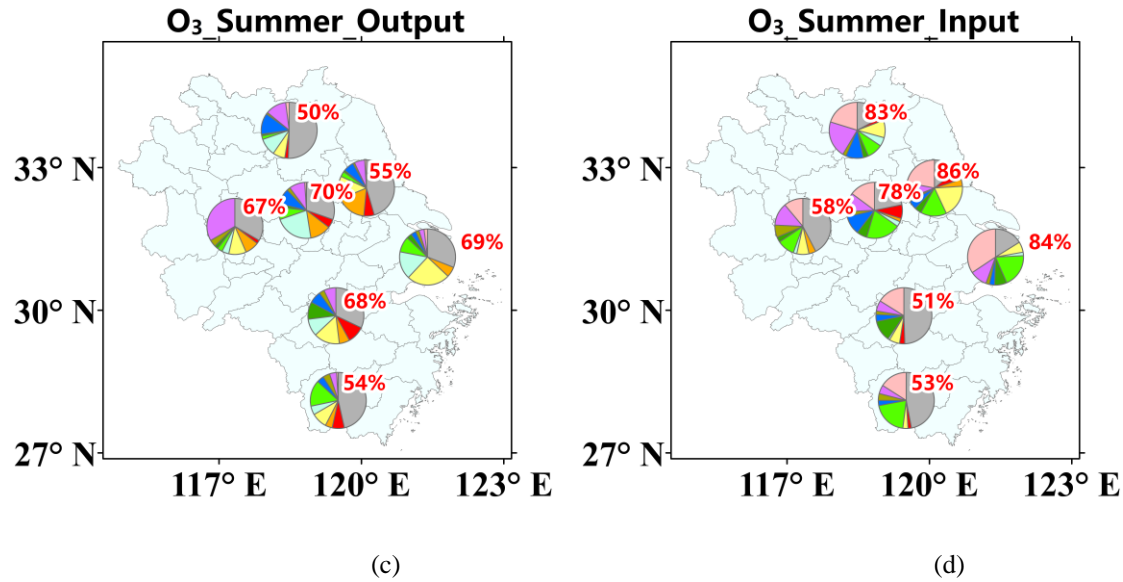 O₃_Summer_Output
50%
33° N
55%
70%
67%
69%
30° N
68%
54%
27° N
117° E 120° E 123° E
(c)
O₃_Summer_Input
83%
33° N
86%
78%
58%
84%
30° N
51%
53%
27° N
117° E 120° E 123° E
(d)